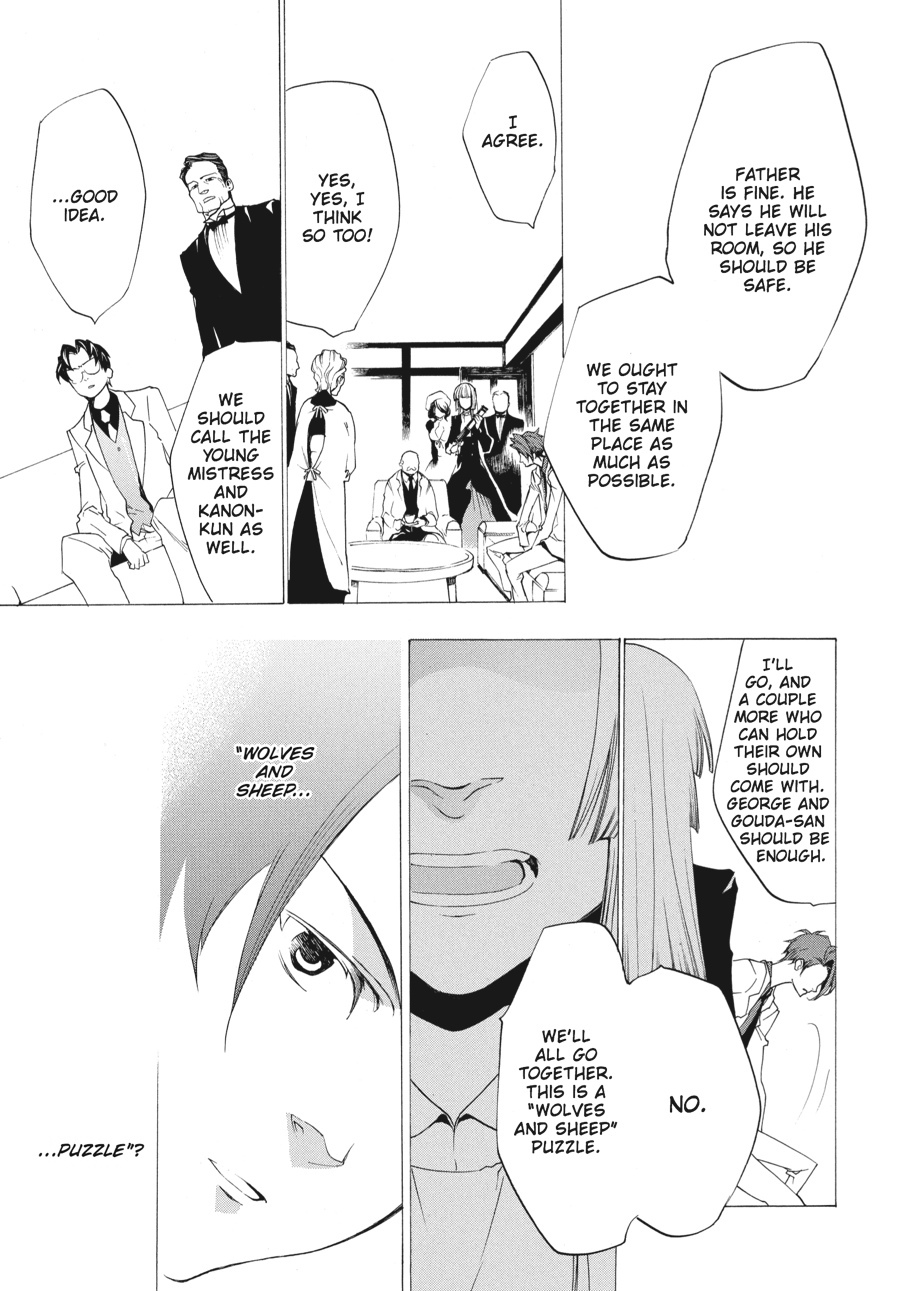 FATHER
IS FINE. HE
SAYS HE WILL
NOT LEAVE HIS
ROOM, SO HE
SHOULD BE
SAFE.
WE OUGHT
TO STAY
TOGETHER IN
THE SAME
PLACE AS
MUCH AS
POSSIBLE.
I
AGREE.
YES,
YES, I
THINK
SO TOO!
...GOOD
IDEA.
WE
SHOULD
CALL THE
YOUNG
MISTRESS
AND
KANON-
KUN AS
WELL.
I'LL
GO, AND
A COUPLE
MORE WHO
CAN HOLD
THEIR OWN
SHOULD
COME WITH.
GEORGE AND
GOUDA-SAN
SHOULD BE
ENOUGH.
NO.
WE'LL
ALL GO
TOGETHER.
THIS IS A
"WOLVES
AND SHEEP"
PUZZLE.
"WOLVES
AND
SHEEP...
...PUZZLE"?